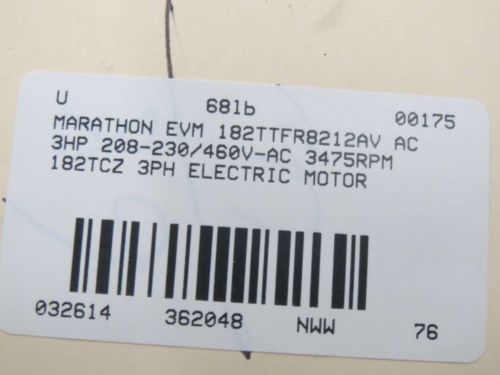 U 68lb 00175
MARATHON EVM 182TTFR8212AV AC
3HP 208-230/460V-AC 3475RPM
182TCZ 3PH ELECTRIC MOTOR
032614 362048 NWW 76